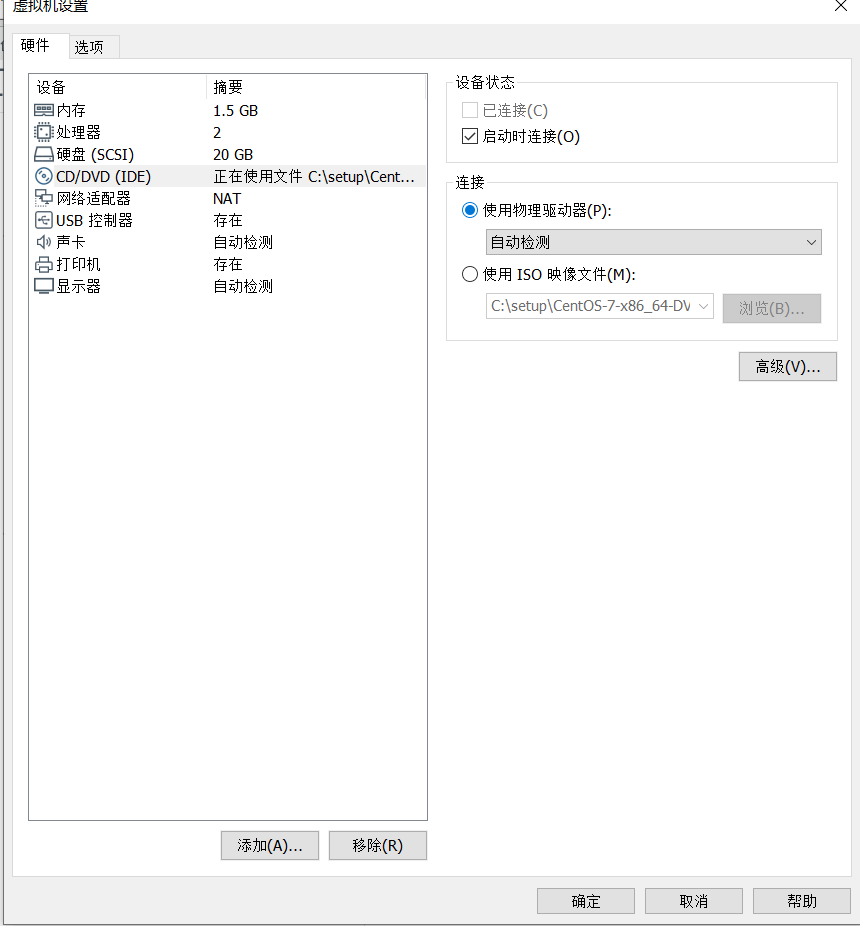 虚拟机设置
硬件 选项
设备 摘要
内存 1.5 GB
处理器 2
硬盘 (SCSI) 20 GB
CD/DVD (IDE) 正在使用文件 C:\setup\Cent...
网络适配器 NAT
USB 控制器 存在
声卡 自动检测
打印机 存在
显示器 自动检测
添加(A)... 移除(R)
设备状态
已连接(C)
启动时连接(O)
连接
使用物理驱动器(P):
自动检测
使用 ISO 映像文件(M):
C:\setup\CentOS-7-x86_64-DV 浏览(B)...
高级(V)...
确定 取消 帮助